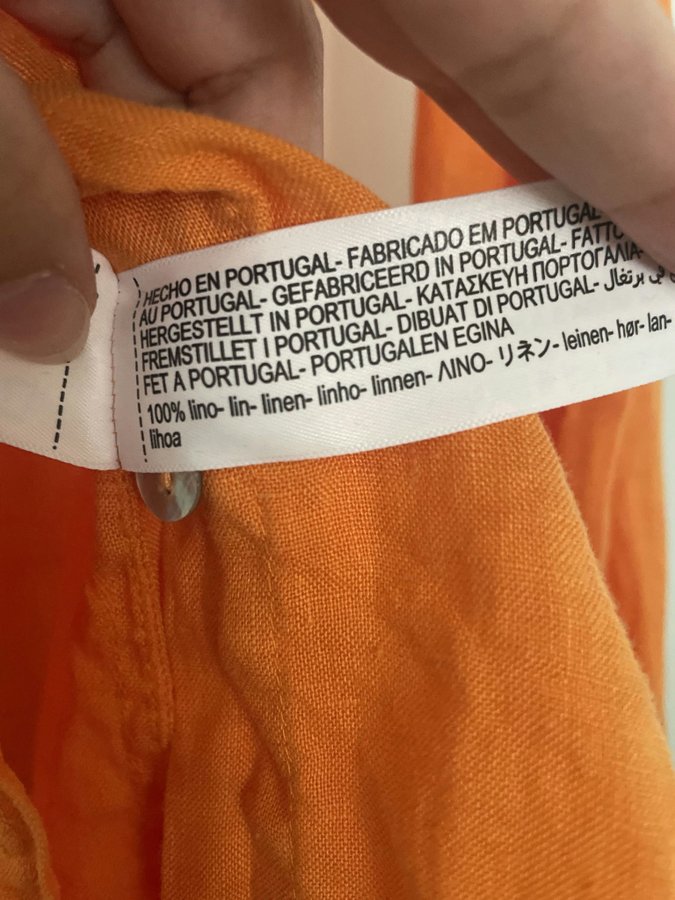 HECHO EN PORTUGAL- FABRICADO EM PORTUGAL
AU PORTUGAL- GEFABRICEERD IN PORTUGAL- FATTO
HERGESTELLT IN PORTUGAL- ΚΑΤΑΣΚΕΥΗ ΠΟΡΤΟΓΑΛΙΑ-
FREMSTILLET I PORTUGAL- DIBUAT DI PORTUGAL- في برتغال
FET A PORTUGAL- PORTUGALEN EGINA
100% lino- lin- linen- linho- linnen- ΛΙΝΟ- リネン- leinen- hør- lan-
lihoa